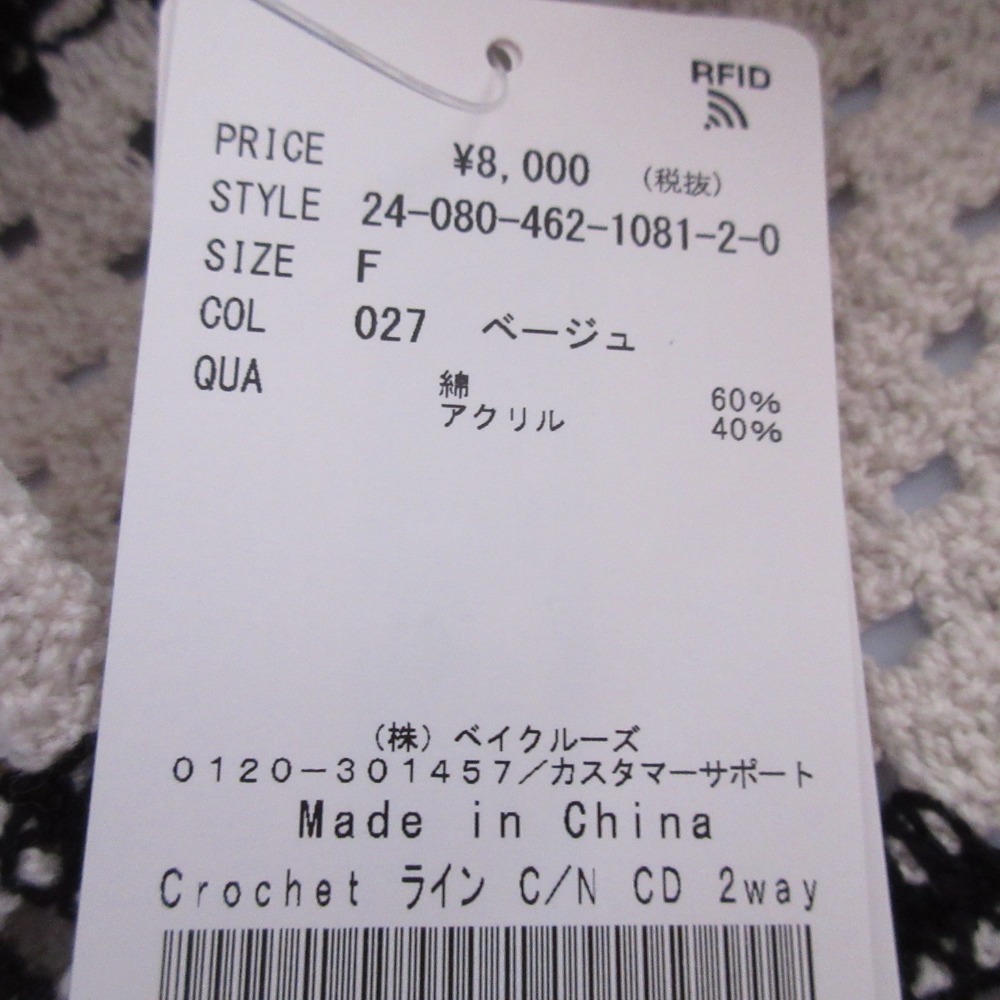 RFID
PRICE ¥8,000 (税抜)
STYLE 24-080-462-1081-2-0
SIZE F
COL 027 ベージュ
QUA 綿 60%
アクリル 40%
(株)ベイクルーズ
0120-301457/カスタマーサポート
Made in China
Crochet ライン C/N CD 2way